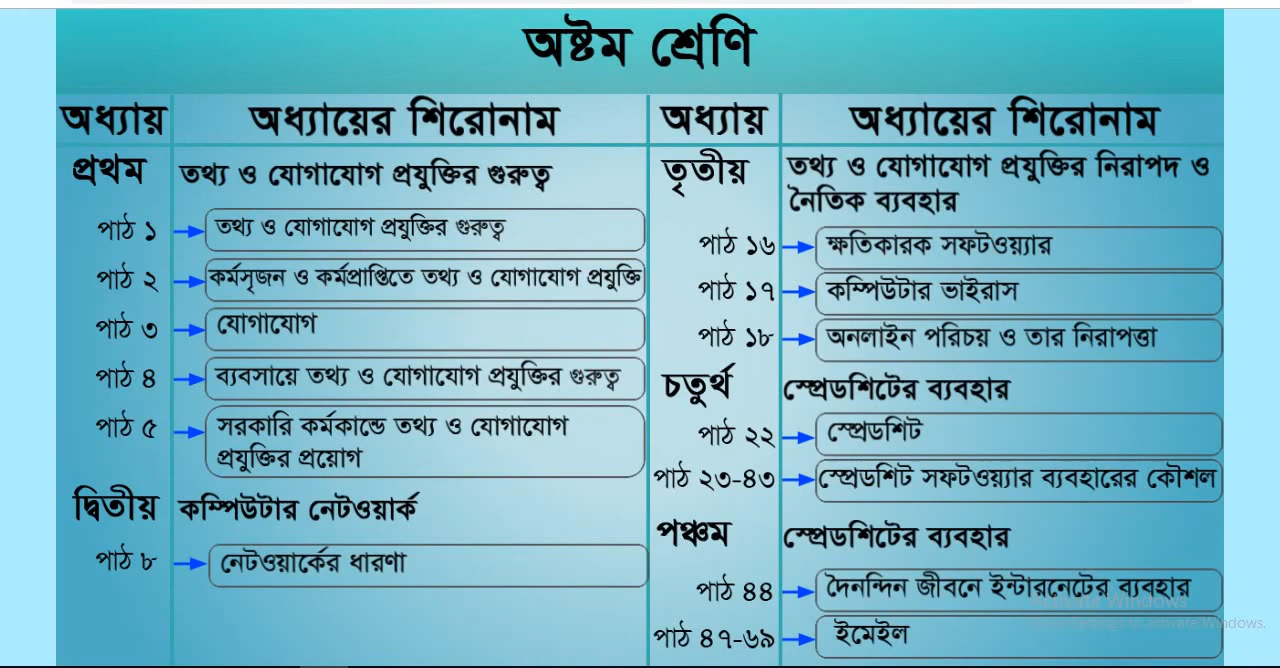 অষ্টম শ্রেণি
অধ্যায় অধ্যায়ের শিরোনাম
প্রথম তথ্য ও যোগাযোগ প্রযুক্তির গুরুত্ব
পাঠ ১ তথ্য ও যোগাযোগ প্রযুক্তির গুরুত্ব
পাঠ ২ কর্মসৃজন ও কর্মপ্রাপ্তিতে তথ্য ও যোগাযোগ প্রযুক্তি
পাঠ ৩ যোগাযোগ
পাঠ ৪ ব্যবসায়ে তথ্য ও যোগাযোগ প্রযুক্তির গুরুত্ব
পাঠ ৫ সরকারি কর্মকান্ডে তথ্য ও যোগাযোগ
প্রযুক্তির প্রয়োগ
দ্বিতীয় কম্পিউটার নেটওয়ার্ক
পাঠ ৮ নেটওয়ার্কের ধারণা
অধ্যায় অধ্যায়ের শিরোনাম
তৃতীয় তথ্য ও যোগাযোগ প্রযুক্তির নিরাপদ ও
নৈতিক ব্যবহার
পাঠ ১৬ ক্ষতিকারক সফটওয়্যার
পাঠ ১৭ কম্পিউটার ভাইরাস
পাঠ ১৮ অনলাইন পরিচয় ও তার নিরাপত্তা
চতুর্থ স্প্রেডশিটের ব্যবহার
পাঠ ২২ স্প্রেডশিট
পাঠ ২৩-৪৩ স্প্রেডশিট সফটওয়্যার ব্যবহারের কৌশল
পঞ্চম স্প্রেডশিটের ব্যবহার
পাঠ ৪৪ দৈনন্দিন জীবনে ইন্টারনেটের ব্যবহার
পাঠ ৪৭-৬৯ ইমেইল
Activate Windows